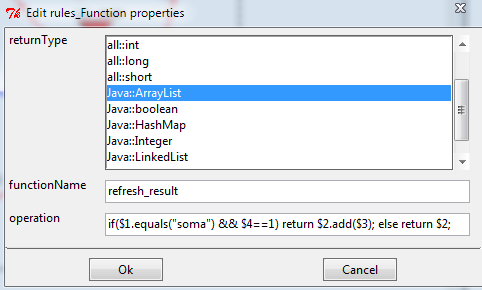 Edit rules_Function properties
returnType
all::int
all::long
all::short
Java::ArrayList
Java::boolean
Java::HashMap
Java::Integer
Java::LinkedList
functionName
refresh_result
operation
if($1.equals("soma") && $4==1) return $2.add($3); else return $2;
Ok
Cancel